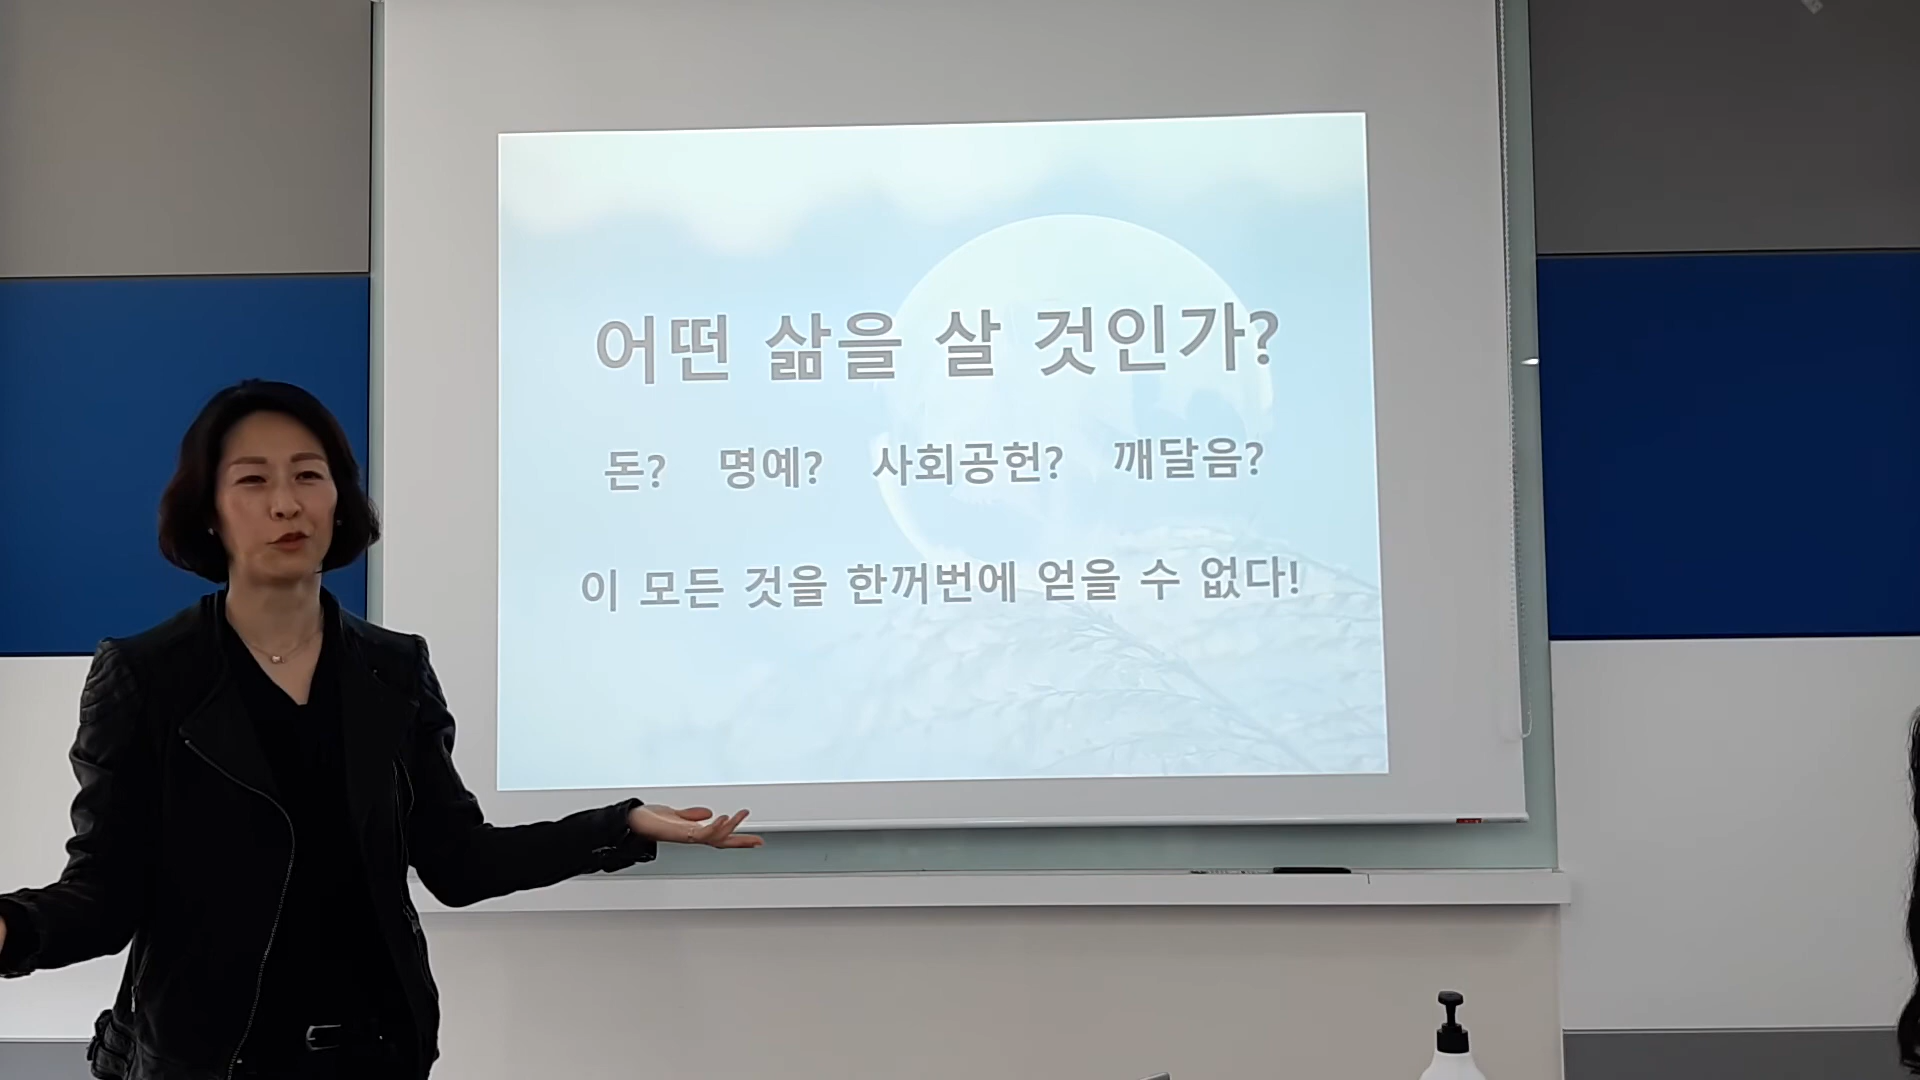 어떤 삶을 살 것인가?
돈? 명예? 사회공헌? 깨달음?
이 모든 것을 한꺼번에 얻을 수 없다!